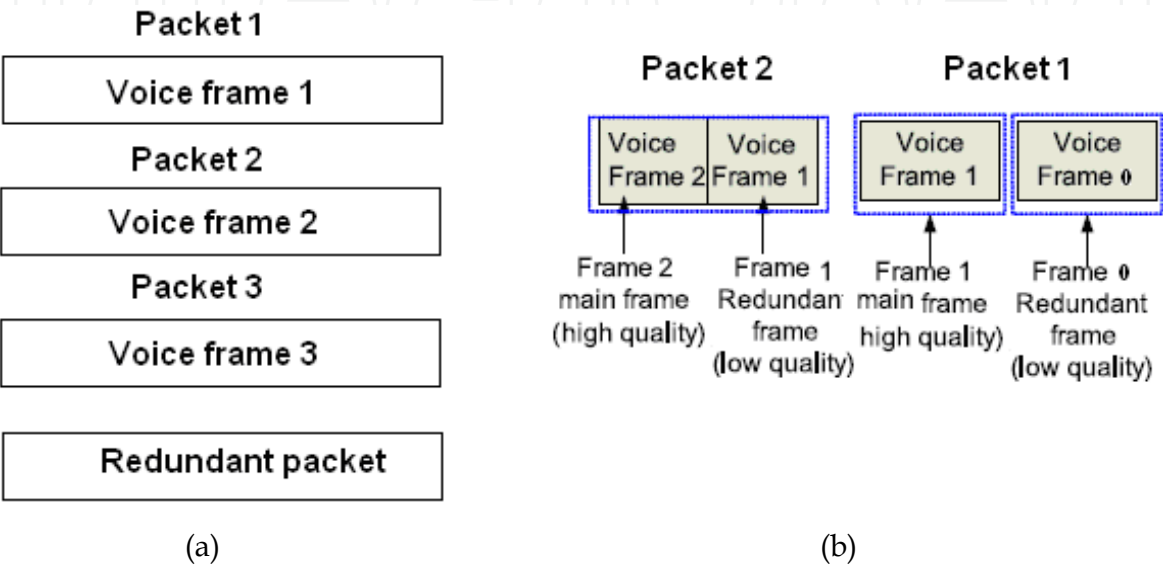 Packet 1
Voice frame 1
Packet 2
Voice frame 2
Packet 3
Voice frame 3
Redundant packet
(a)
Packet 2
Packet 1
Voice
Frame 2
Voice
Frame 1
Voice
Frame 1
Voice
Frame 0
Frame 2
main frame
(high quality)
Frame 1
Redundant
frame
(low quality)
Frame 1
main frame
high quality)
Frame 0
Redundant
frame
(low quality)
(b)